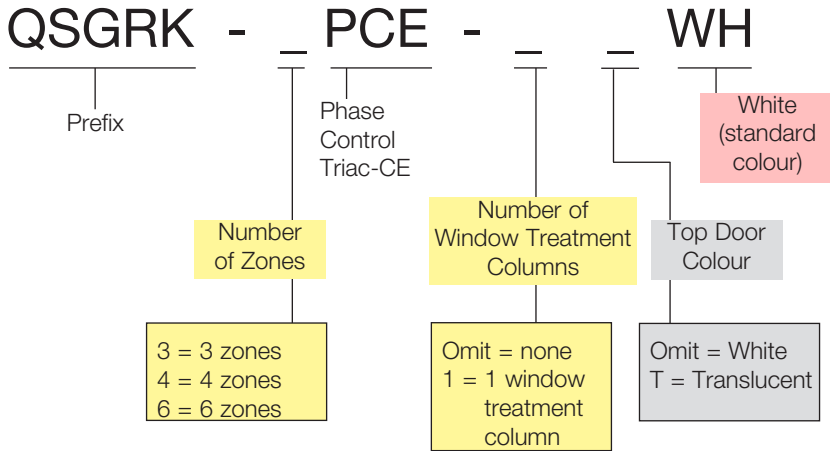 QSGRK - _ PCE - _ _ WH
Prefix
Phase
Control
Triac-CE
White
(standard
colour)
Number
of Zones
Number of
Window Treatment
Columns
Top Door
Colour
3 = 3 zones
4 = 4 zones
6 = 6 zones
Omit = none
1 = 1 window
treatment
column
Omit = White
T = Translucent